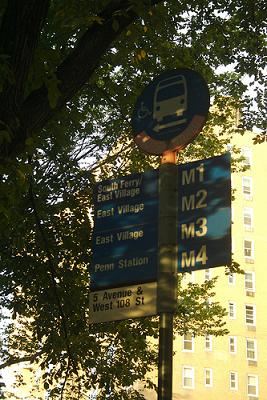 South Ferry/
East Village
M1
East Village
M2
East Village
M3
Penn Station
M4
5 Avenue &
West 108 St